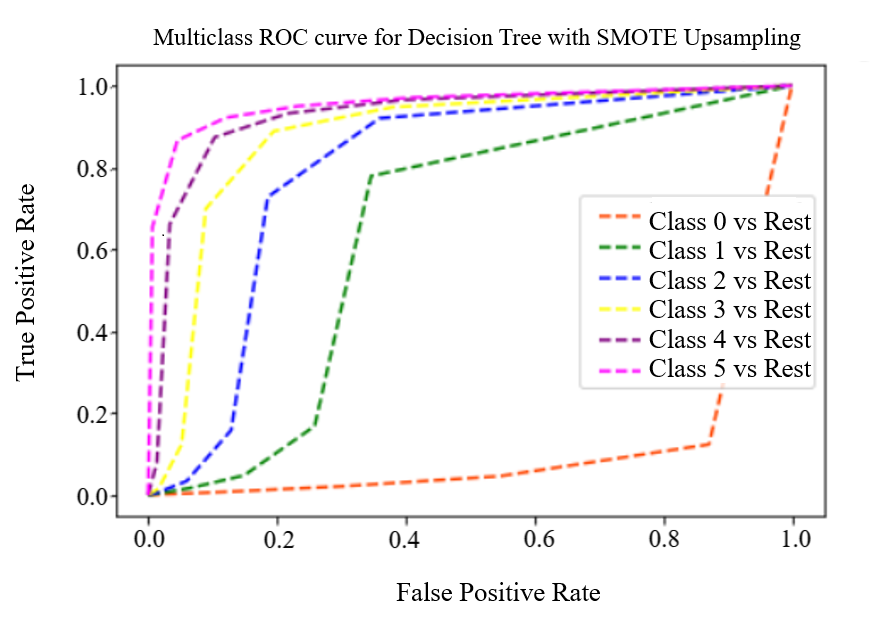 Multiclass ROC curve for Decision Tree with SMOTE Upsampling
True Positive Rate
1.0
0.8
0.6
0.4
0.2
0.0
Class 0 vs Rest
Class 1 vs Rest
Class 2 vs Rest
Class 3 vs Rest
Class 4 vs Rest
Class 5 vs Rest
0.0 0.2 0.4 0.6 0.8 1.0
False Positive Rate